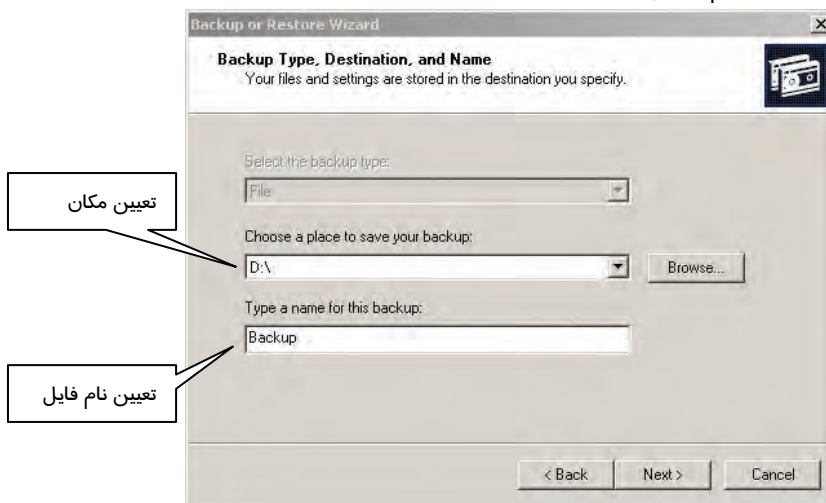 Backup or Restore Wizard
Backup Type, Destination, and Name
Your files and settings are stored in the destination you specify.
Select the backup type:
File
تعیین مکان
Choose a place to save your backup:
D:\
Browse...
Type a name for this backup:
Backup
تعیین نام فایل
< Back
Next >
Cancel